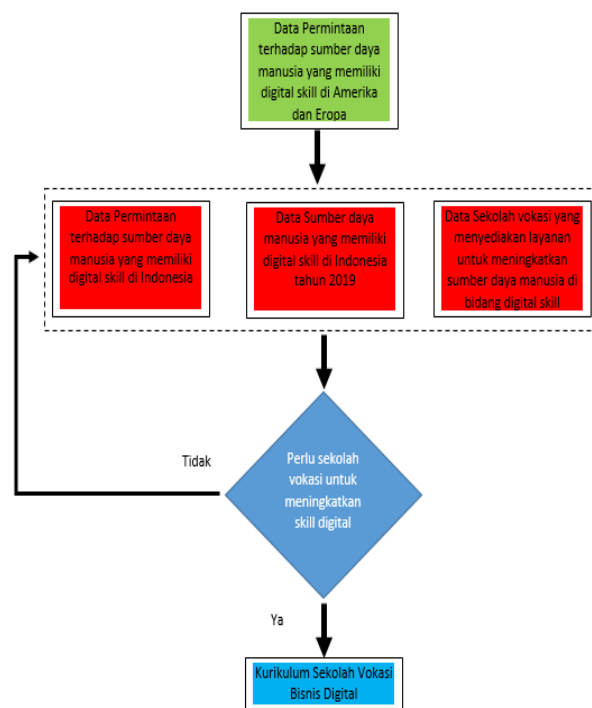 Data Permintaan
terhadap sumber daya
manusia yang memiliki
digital skill di Amerika
dan Eropa
Data Permintaan
terhadap sumber daya
manusia yang memiliki
digital skill di Indonesia
Data Sumber daya
manusia yang memiliki
digital skill di Indonesia
tahun 2019
Data Sekolah vokasi yang
menyediakan layanan
untuk meningkatkan
sumber daya manusia di
bidang digital skill
Tidak
Perlu sekolah
vokasi untuk
meningkatkan
skill digital
Ya
Kurikulum Sekolah Vokasi
Bisnis Digital